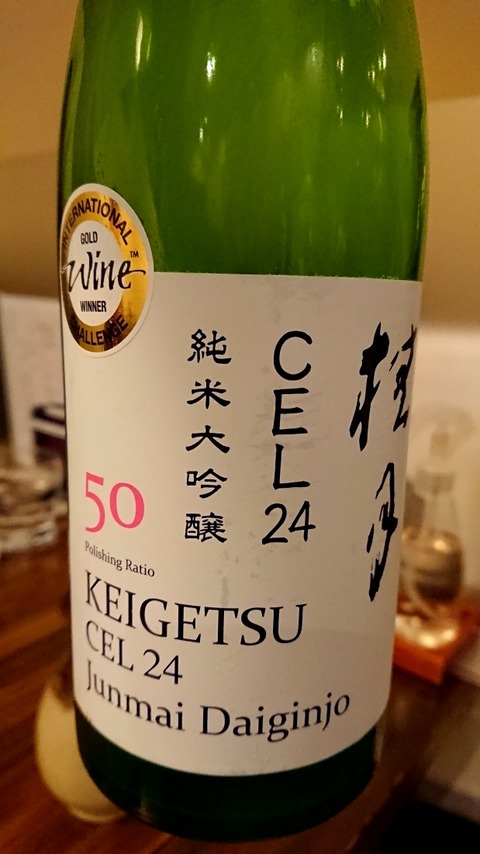 INTERNATIONAL
GOLD
Wine™
WINNER
CHALLENGE
桂月
CEL24
純米大吟醸
50
Polishing Ratio
KEIGETSU
CEL 24
Junmai Daiginjo